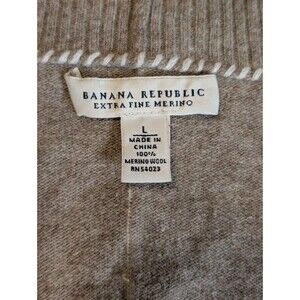 BANANA REPUBLIC
EXTRA FINE MERINO
L
MADE IN
CHINA
100%
MERINO WOOL
RN54023